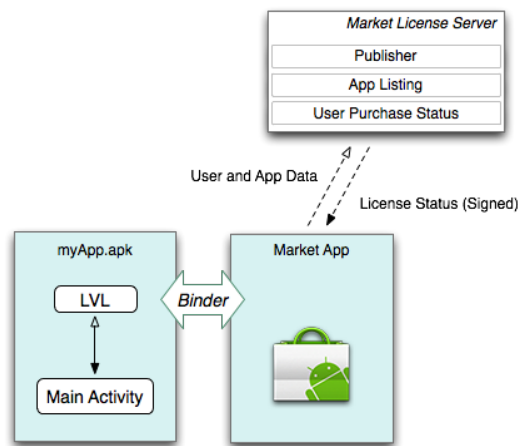 Market License Server
Publisher
App Listing
User Purchase Status
User and App Data
License Status (Signed)
myApp.apk
LVL
Main Activity
Binder
Market App